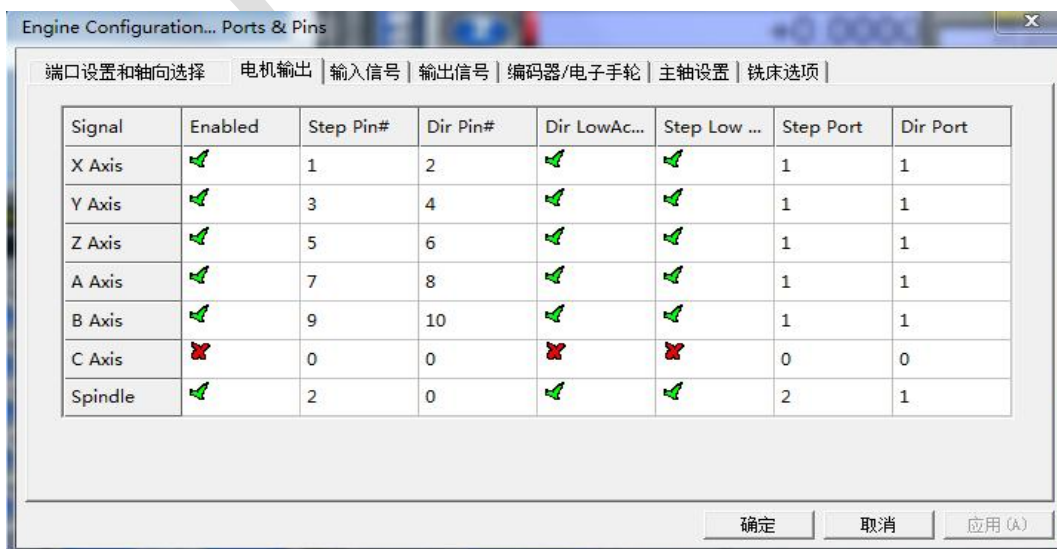 Engine Configuration... Ports & Pins
端口设置和轴向选择 电机输出 输入信号 输出信号 编码器/电子手轮 主轴设置 铣床选项
Signal Enabled Step Pin# Dir Pin# Dir LowAc... Step Low ... Step Port Dir Port
X Axis 1 2 1 1
Y Axis 3 4 1 1
Z Axis 5 6 1 1
A Axis 7 8 1 1
B Axis 9 10 1 1
C Axis 0 0 0 0
Spindle 2 0 2 1
确定 取消 应用(A)